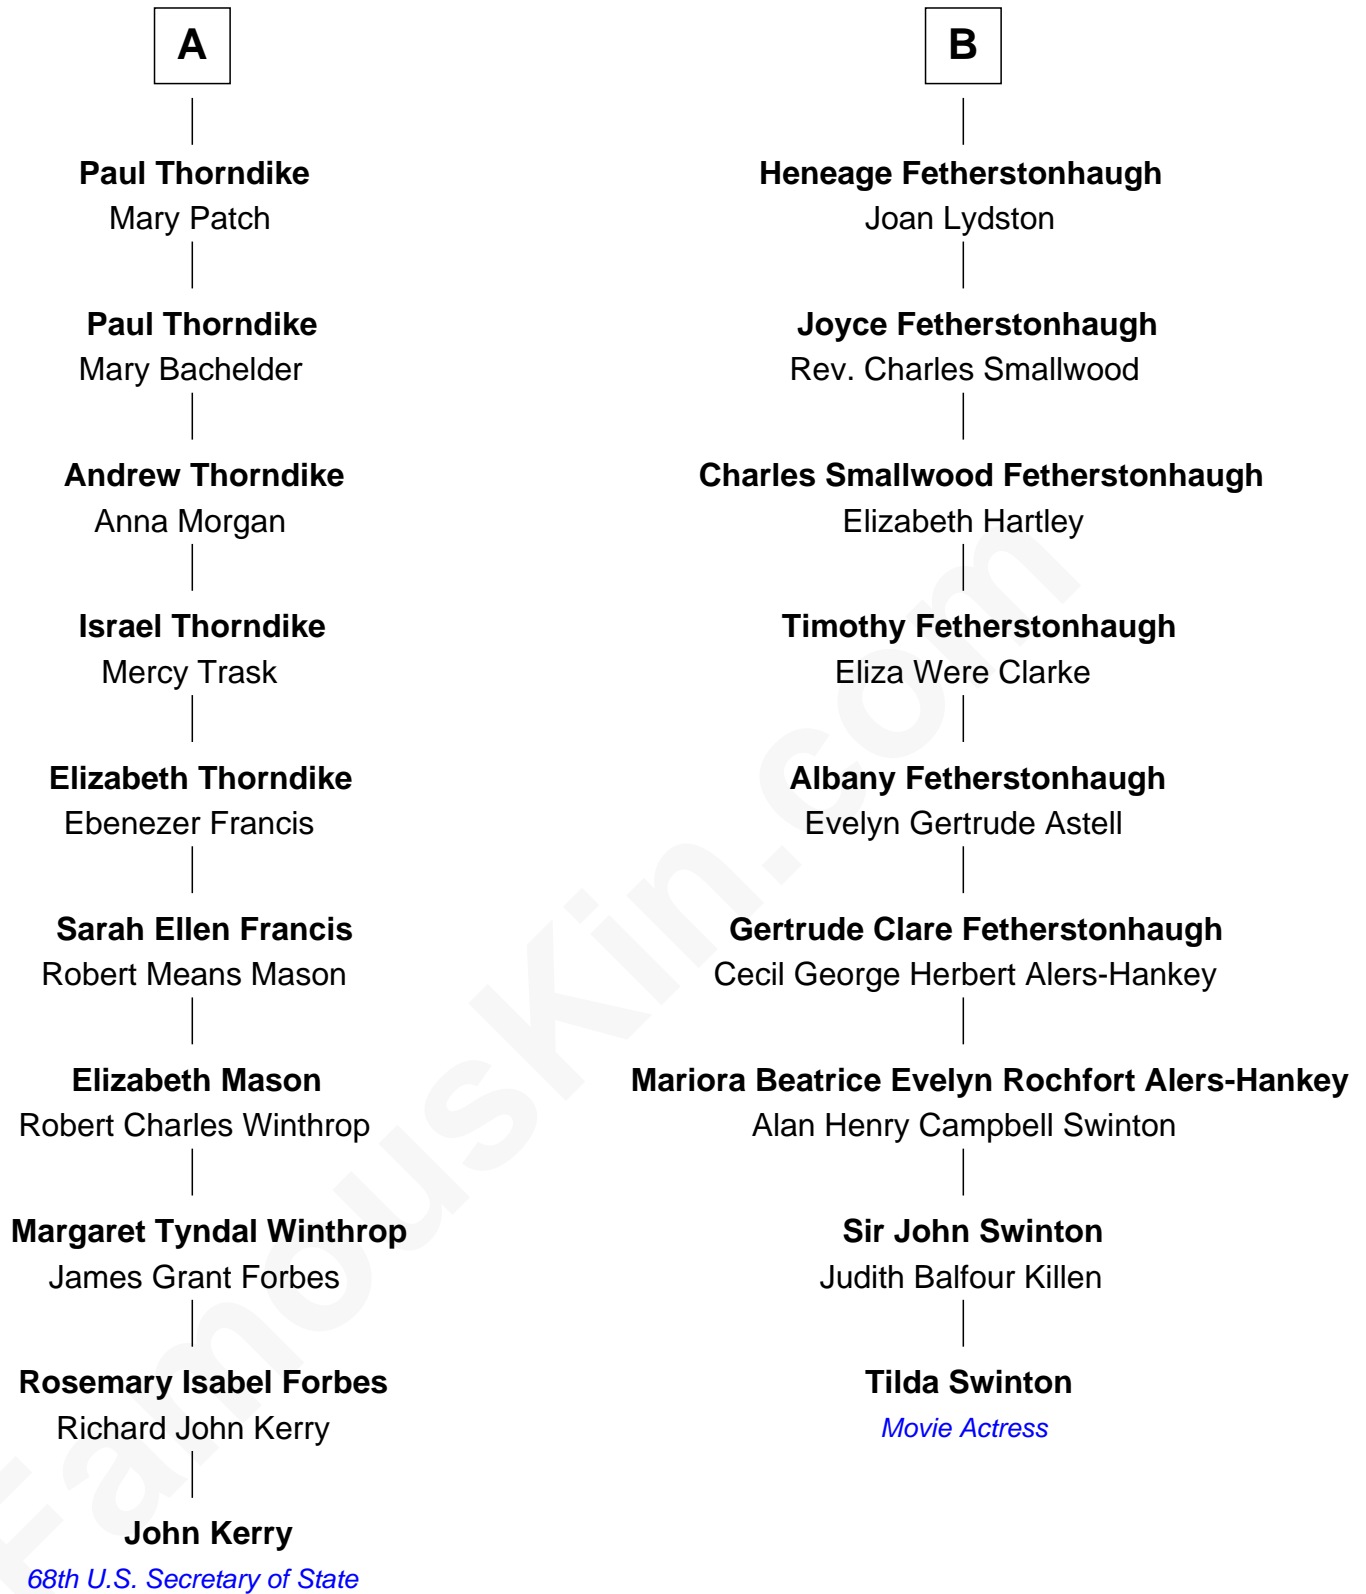 A
Paul Thorndike
Mary Patch
Paul Thorndike
Mary Bachelder
Andrew Thorndike
Anna Morgan
Israel Thorndike
Mercy Trask
Elizabeth Thorndike
Ebenezer Francis
Sarah Ellen Francis
Robert Means Mason
Elizabeth Mason
Robert Charles Winthrop
Margaret Tyndal Winthrop
James Grant Forbes
Rosemary Isabel Forbes
Richard John Kerry
John Kerry
68th U.S. Secretary of State
B
Heneage Fetherstonhaugh
Joan Lydston
Joyce Fetherstonhaugh
Rev. Charles Smallwood
Charles Smallwood Fetherstonhaugh
Elizabeth Hartley
Timothy Fetherstonhaugh
Eliza Were Clarke
Albany Fetherstonhaugh
Evelyn Gertrude Astell
Gertrude Clare Fetherstonhaugh
Cecil George Herbert Alers-Hankey
Mariora Beatrice Evelyn Rochfort Alers-Hankey
Alan Henry Campbell Swinton
Sir John Swinton
Judith Balfour Killen
Tilda Swinton
Movie Actress
FamousKin.com